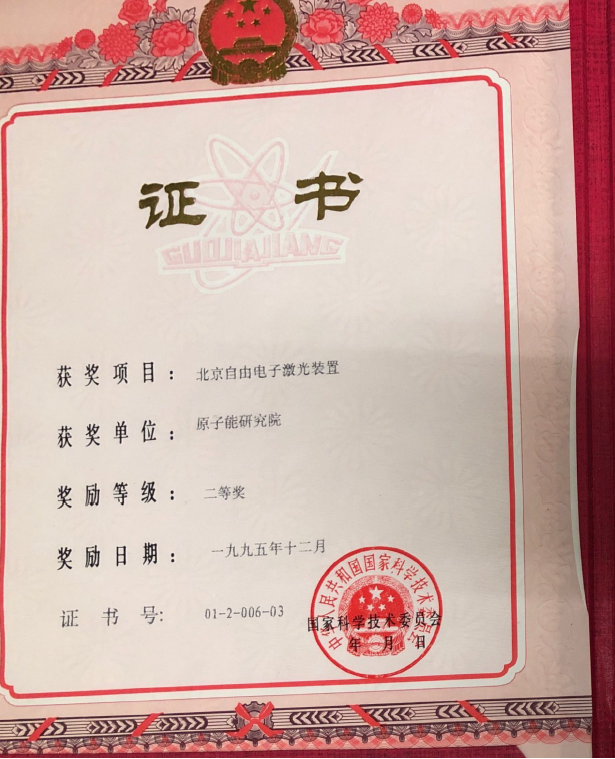 证书
GUOJIAJIANG
获奖项目：北京自由电子激光装置
获奖单位：原子能研究院
奖励等级：二等奖
奖励日期：一九九五年十二月
证书号:01-2-006-03
中华人民共和国国家科学技术委员会
国家科学技术委员会
年月日